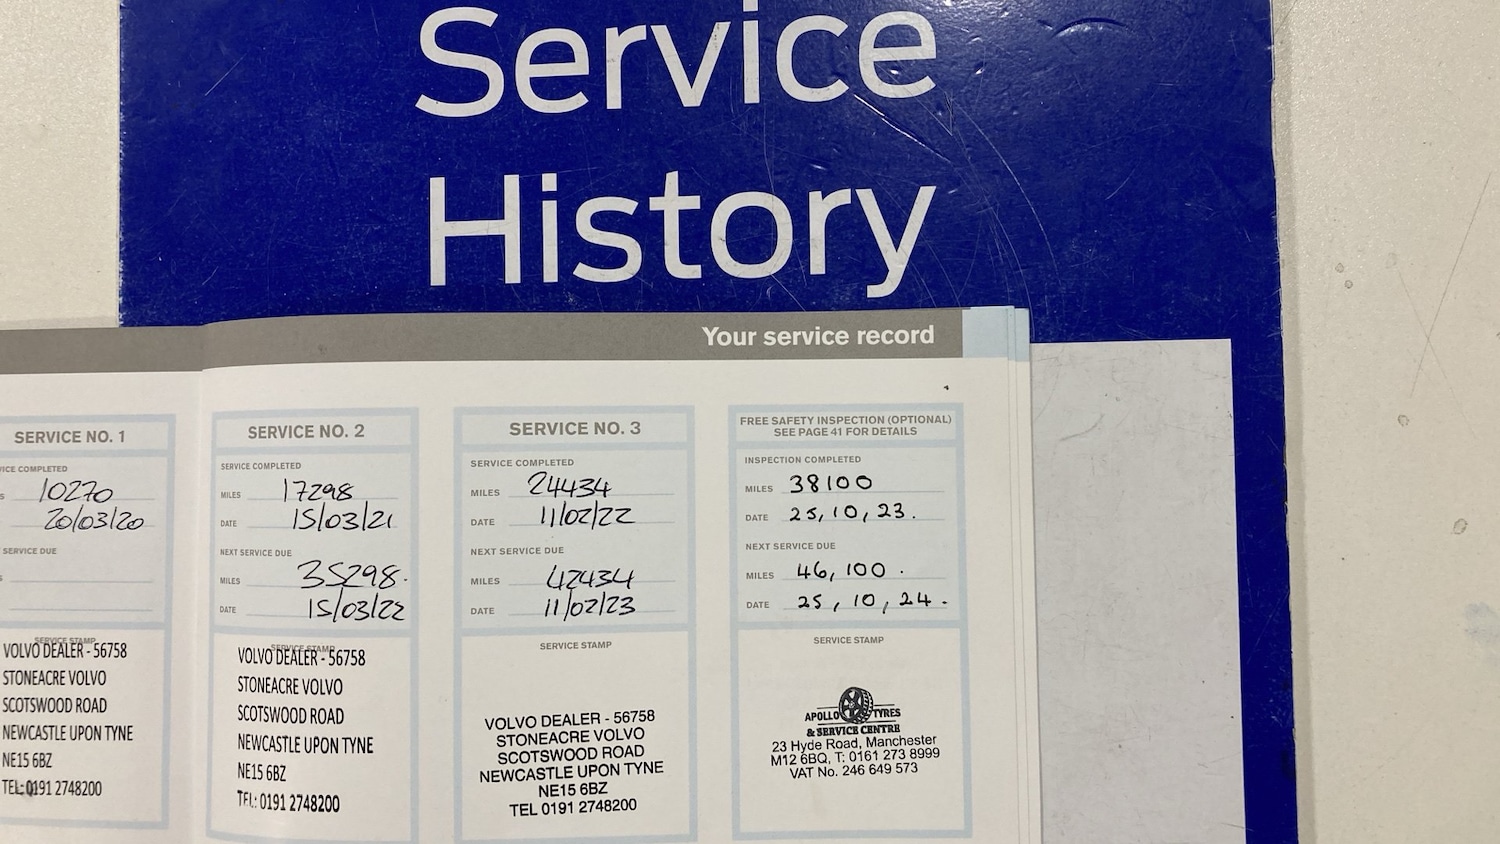 Service
History
Your service record
SERVICE NO. 1
VICE COMPLETED
S 10270
20/03/20
SERVICE DUE
S
SERVICE STAMP
VOLVO DEALER - 56758
STONEACRE VOLVO
SCOTSWOOD ROAD
NEWCASTLE UPON TYNE
NE15 6BZ
TEL: 0191 2748200
SERVICE NO. 2
SERVICE COMPLETED
MILES 17298
DATE 15/03/21
NEXT SERVICE DUE
MILES 35298.
DATE 15/03/22
SERVICE STAMP
VOLVO DEALER - 56758
STONEACRE VOLVO
SCOTSWOOD ROAD
NEWCASTLE UPON TYNE
NE15 6BZ
TEL: 0191 2748200
SERVICE NO. 3
SERVICE COMPLETED
MILES 24434
DATE 11/02/22
NEXT SERVICE DUE
MILES 42434
DATE 11/02/23
SERVICE STAMP
VOLVO DEALER - 56758
STONEACRE VOLVO
SCOTSWOOD ROAD
NEWCASTLE UPON TYNE
NE15 6BZ
TEL 0191 2748200
FREE SAFETY INSPECTION (OPTIONAL)
SEE PAGE 41 FOR DETAILS
INSPECTION COMPLETED
MILES 38100
DATE 25, 10, 23.
NEXT SERVICE DUE
MILES 46,100.
DATE 25, 10, 24.
SERVICE STAMP
APOLLO TYRES
& SERVICE CENTRE
23 Hyde Road, Manchester
M12 6BQ, T: 0161 273 8999
VAT No. 246 649 573